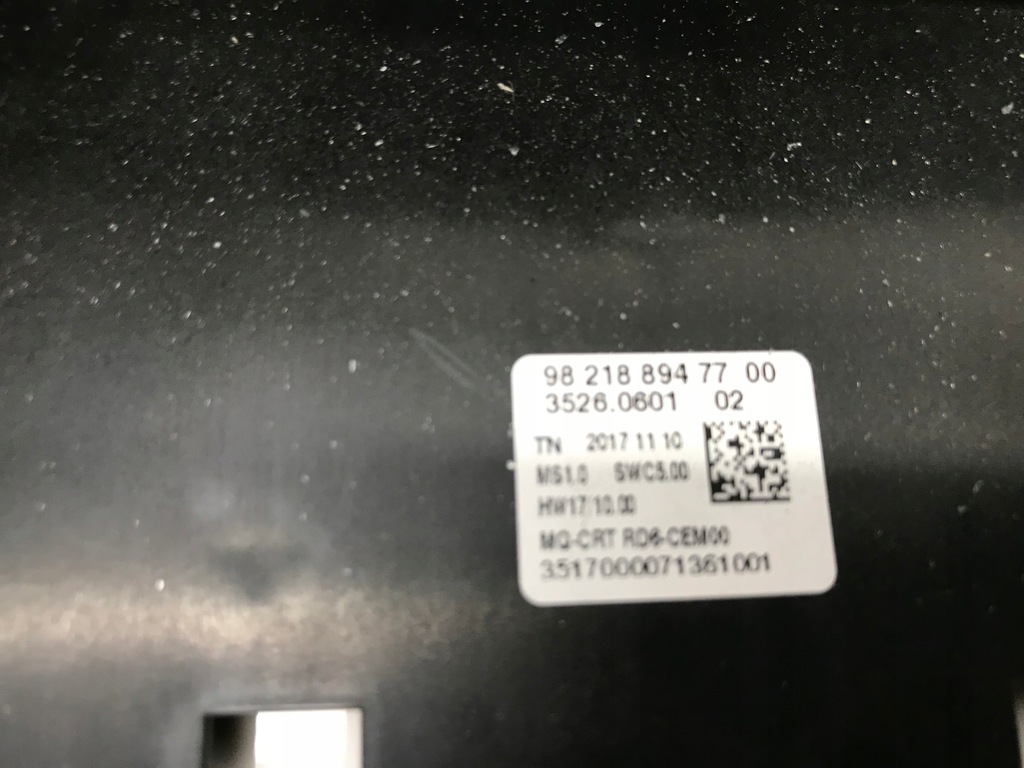 98 218 894 77 00
3526.0601 02
TN 2017 11 10
MS1.0 SWC5.00
HW17/10.00
MQ-CRT RD6-CEM00
3517000071361001